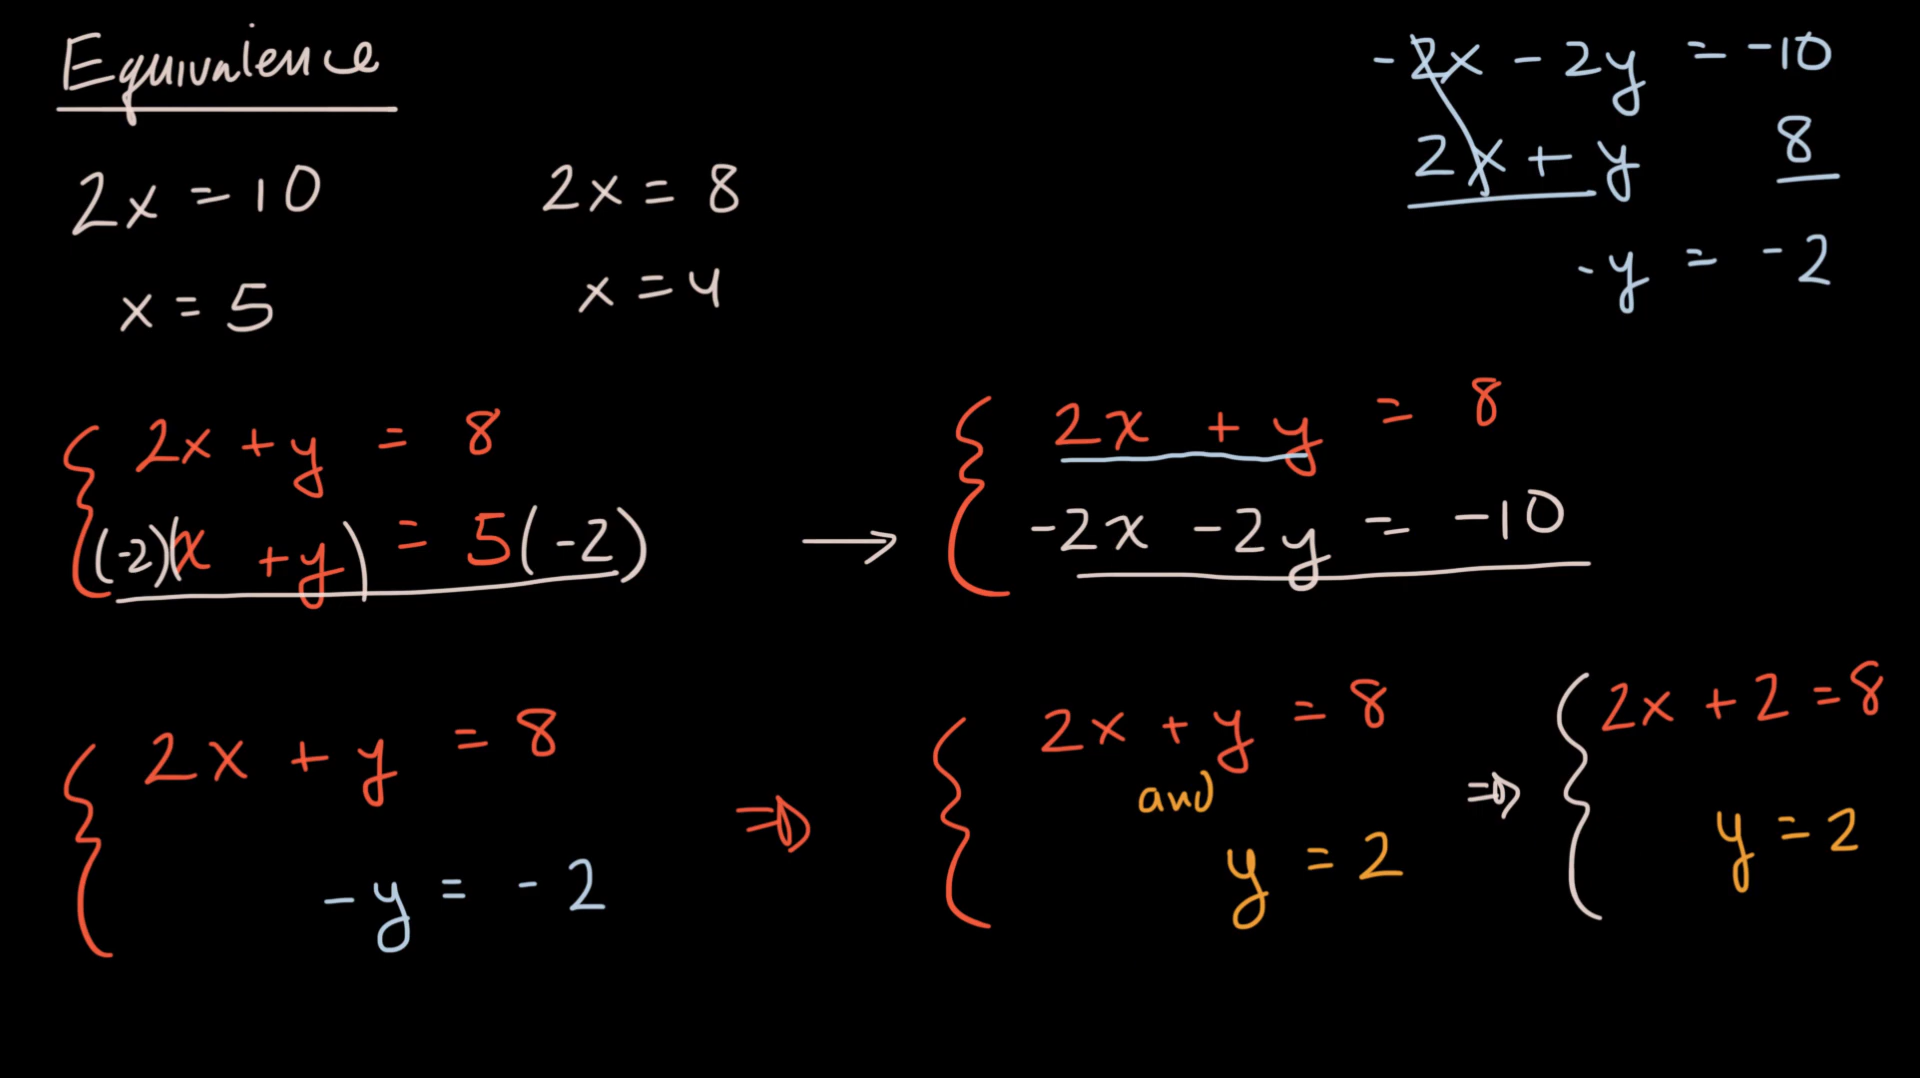 Equivalence
2x = 10
x = 5
2x = 8
x = 4
-2x - 2y = -10
2x + y 8
-y = -2
2x + y = 8
(-2)(x + y) = 5(-2)
→
2x + y = 8
-2x - 2y = -10
2x + y = 8
-y = -2
⇒
2x + y = 8
and
y = 2
⇒
2x + 2 = 8
y = 2